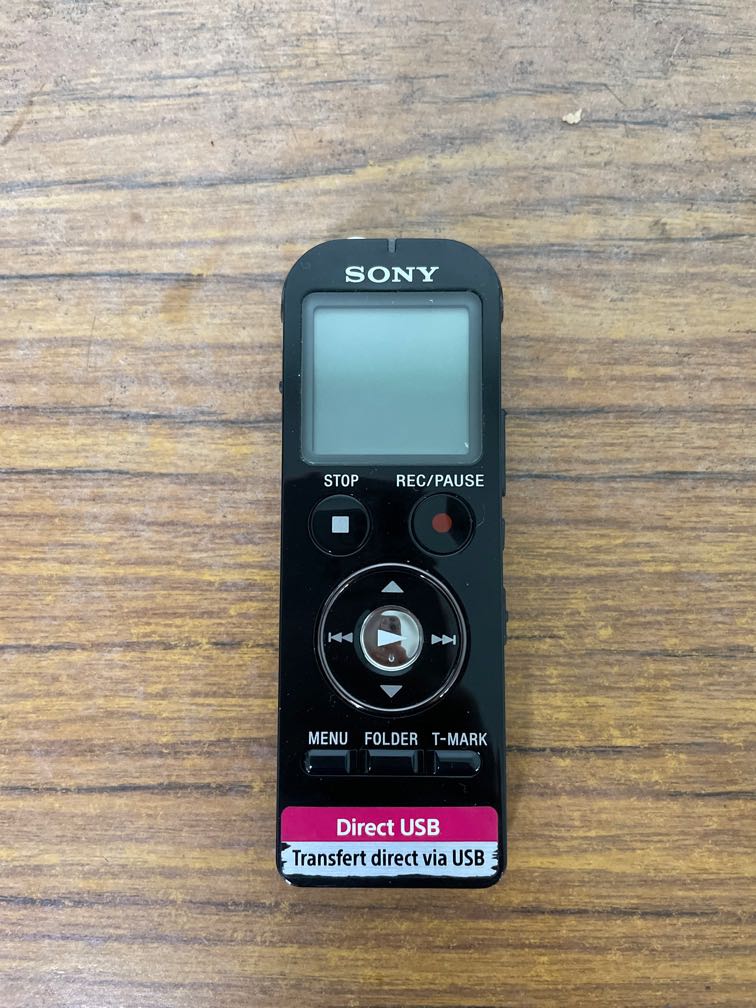 SONY
STOP REC/PAUSE
MENU FOLDER T-MARK
Direct USB
Transfert direct via USB